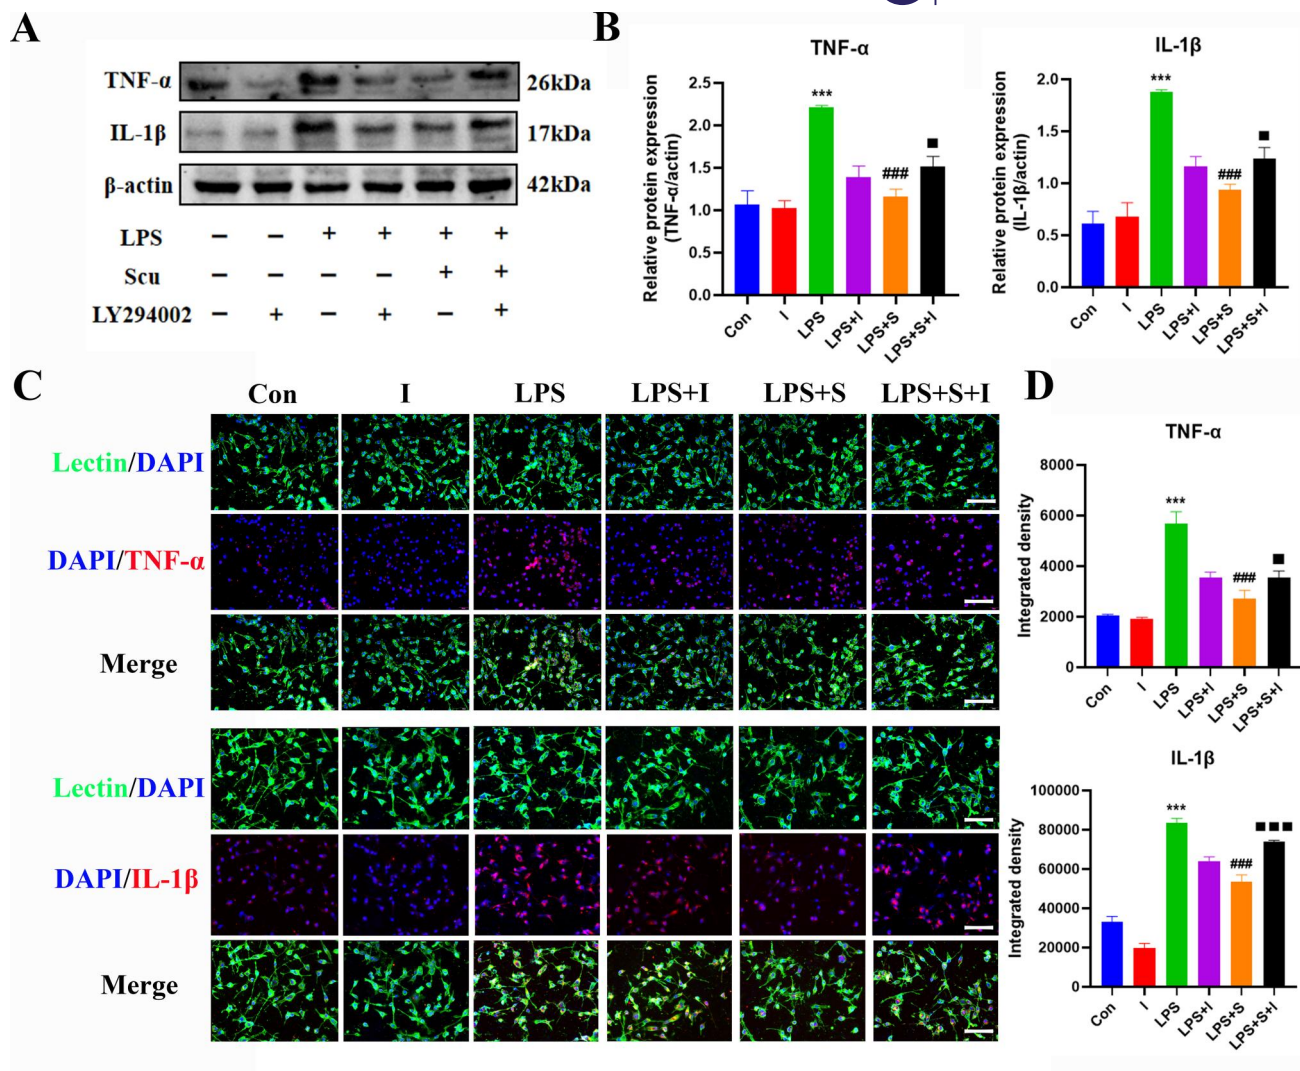 A
TNF-α
26kDa
IL-1β
17kDa
β-actin
42kDa
LPS − − + + + +
Scu − − − − + +
LY294002 − + − + − +
B
TNF-α
Relative protein expression
(TNF-α/actin)
2.5
2.0
1.5
1.0
0.5
0.0
***
###
■
Con I LPS LPS+I LPS+S LPS+S+I
IL-1β
Relative protein expression
(IL-1β/actin)
2.0
1.5
1.0
0.5
0.0
***
###
■
Con I LPS LPS+I LPS+S LPS+S+I
C
Con I LPS LPS+I LPS+S LPS+S+I
Lectin/DAPI
DAPI/TNF-α
Merge
Lectin/DAPI
DAPI/IL-1β
Merge
D
TNF-α
Integrated density
8000
6000
4000
2000
0
***
###
■
Con I LPS LPS+I LPS+S LPS+S+I
IL-1β
Integrated density
100000
80000
60000
40000
20000
0
***
###
■■■
Con I LPS LPS+I LPS+S LPS+S+I